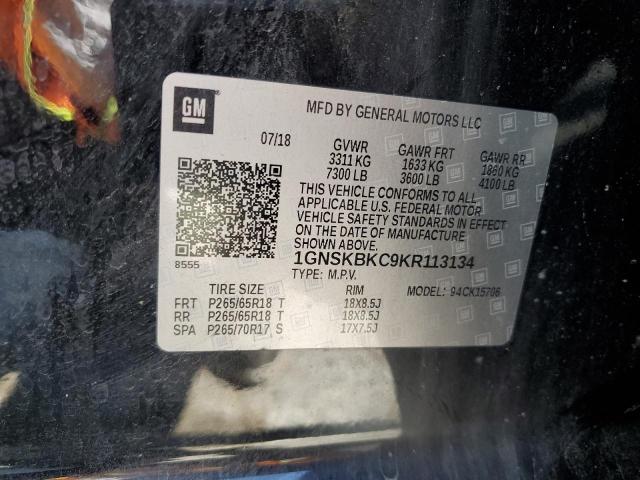 GM
MFD BY GENERAL MOTORS LLC
07/18 GVWR GAWR FRT GAWR RR
3311 KG 1633 KG 1860 KG
7300 LB 3600 LB 4100 LB
THIS VEHICLE CONFORMS TO ALL
APPLICABLE U.S. FEDERAL MOTOR
VEHICLE SAFETY STANDARDS IN EFFECT
ON THE DATE OF MANUFACTURE
SHOWN ABOVE.
8555
1GNSKBKC9KR113134
TYPE: M.P.V. MODEL: 94CK15706
TIRE SIZE RIM
FRT P265/65R18 T 18X8.5J
RR P265/65R18 T 18X8.5J
SPA P265/70R17 S 17X7.5J